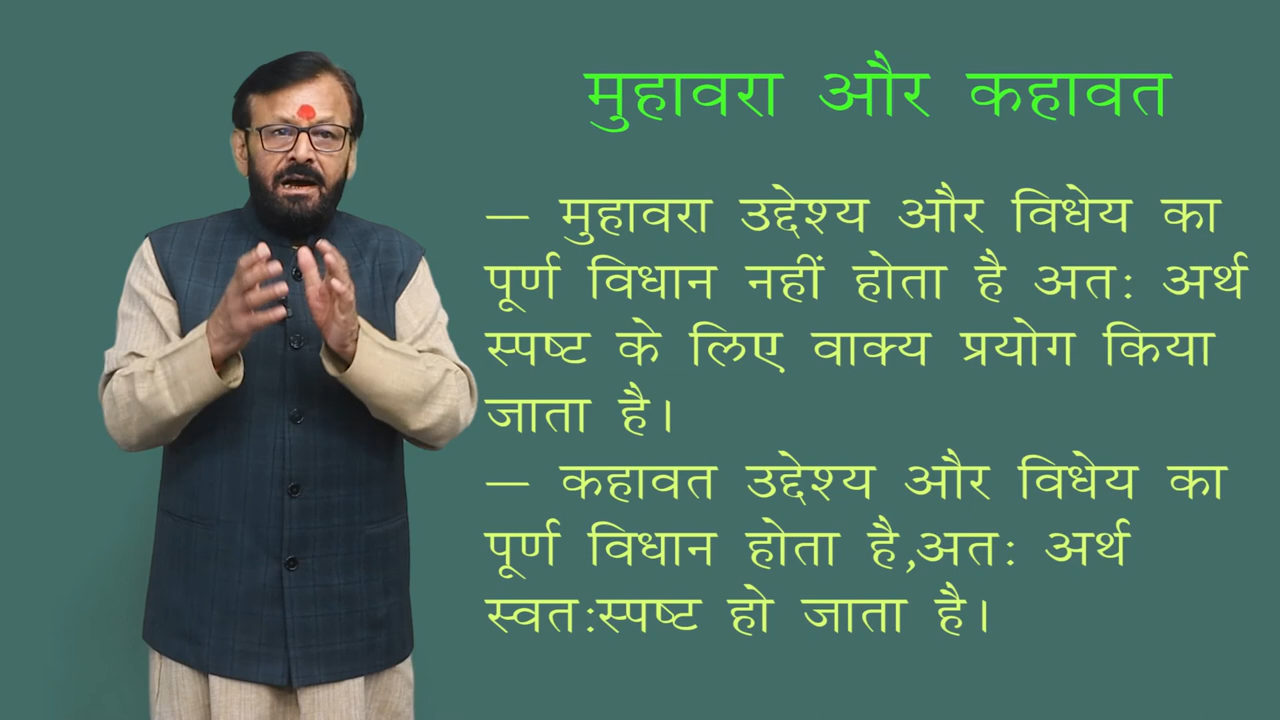 मुहावरा और कहावत
— मुहावरा उद्देश्य और विधेय का
पूर्ण विधान नहीं होता है अतः अर्थ
स्पष्ट के लिए वाक्य प्रयोग किया
जाता है।
— कहावत उद्देश्य और विधेय का
पूर्ण विधान होता है,अतः अर्थ
स्वतःस्पष्ट हो जाता है।